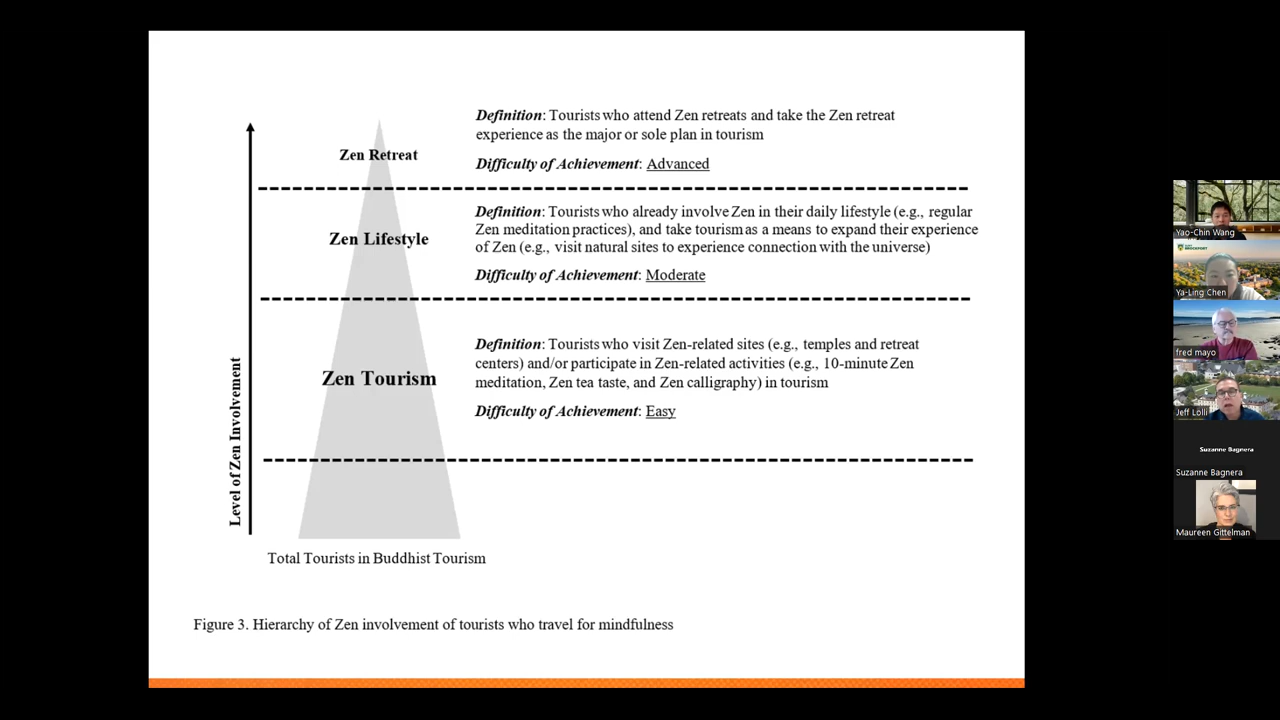 Definition: Tourists who attend Zen retreats and take the Zen retreat
experience as the major or sole plan in tourism
Zen Retreat
Difficulty of Achievement: Advanced
Definition: Tourists who already involve Zen in their daily lifestyle (e.g., regular
Zen meditation practices), and take tourism as a means to expand their experience
of Zen (e.g., visit natural sites to experience connection with the universe)
Zen Lifestyle
Difficulty of Achievement: Moderate
Definition: Tourists who visit Zen-related sites (e.g., temples and retreat
centers) and/or participate in Zen-related activities (e.g., 10-minute Zen
meditation, Zen tea taste, and Zen calligraphy) in tourism
Zen Tourism
Difficulty of Achievement: Easy
Level of Zen Involvement
Total Tourists in Buddhist Tourism
Figure 3. Hierarchy of Zen involvement of tourists who travel for mindfulness
Yao-Chin Wang
BROCKPORT
Ya-Ling Chen
fred mayo
Jeff Lolli
Suzanne Bagnera
Suzanne Bagnera
Maureen Gittelman